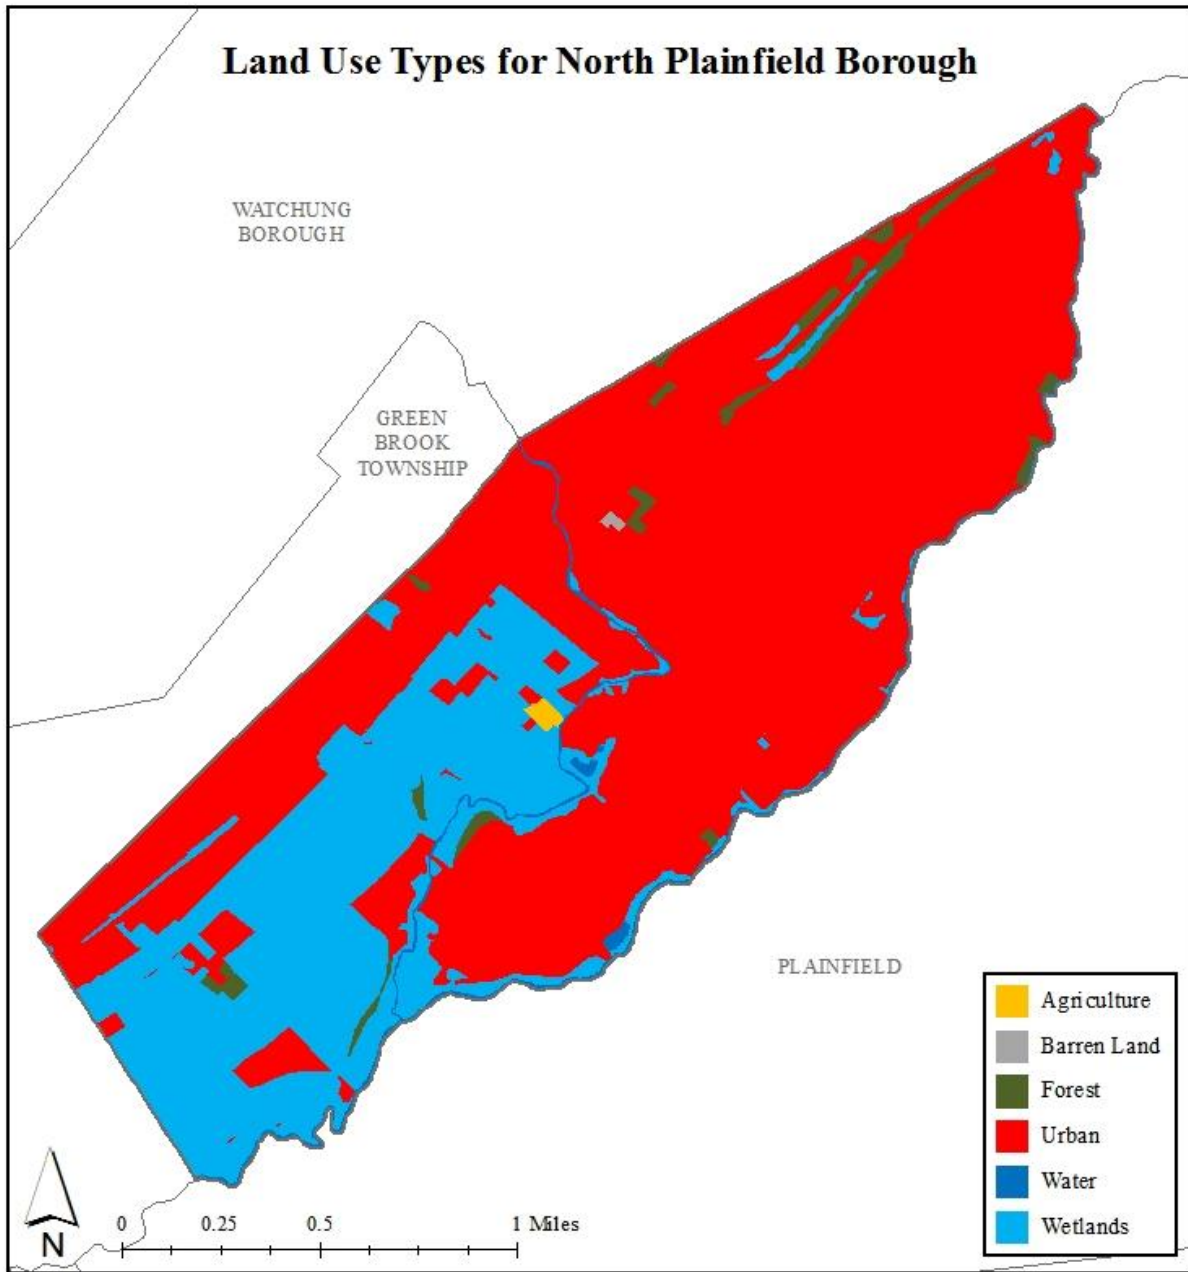 Land Use Types for North Plainfield Borough
WATCHUNG
BOROUGH
GREEN
BROOK
TOWNSHIP
PLAINFIELD
Agriculture
Barren Land
Forest
Urban
Water
Wetlands
N
0 0.25 0.5 1 Miles